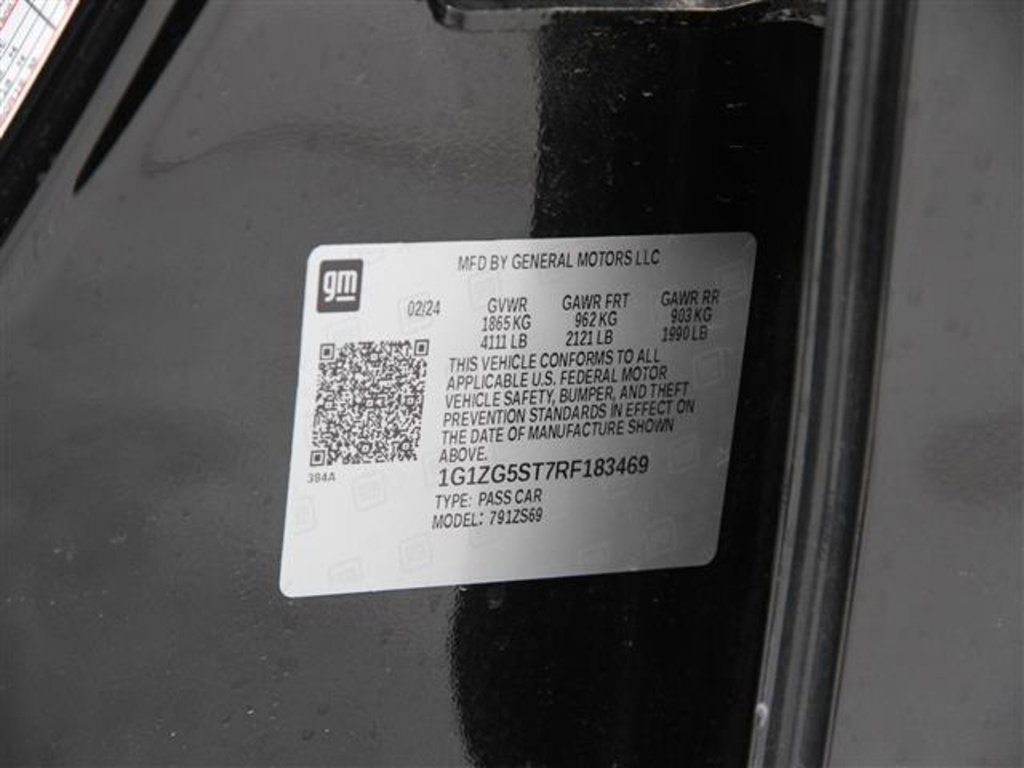 gm
MFD BY GENERAL MOTORS LLC
02/24 GVWR GAWR FRT GAWR RR
1865 KG 962 KG 903 KG
4111 LB 2121 LB 1990 LB
THIS VEHICLE CONFORMS TO ALL
APPLICABLE U.S. FEDERAL MOTOR
VEHICLE SAFETY, BUMPER, AND THEFT
PREVENTION STANDARDS IN EFFECT ON
THE DATE OF MANUFACTURE SHOWN
ABOVE.
384A
1G1ZG5ST7RF183469
TYPE: PASS CAR
MODEL: 791ZS69